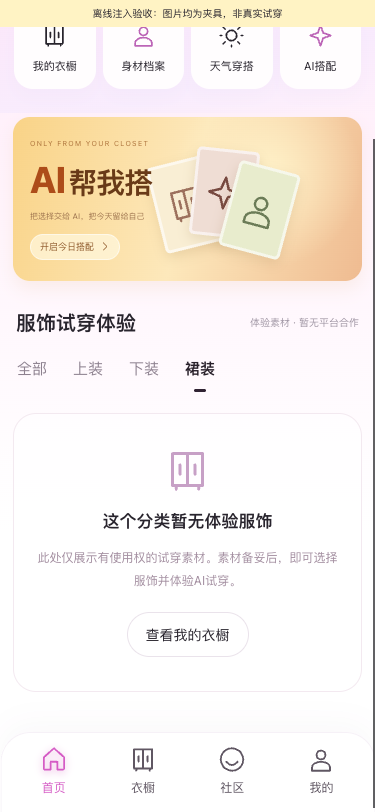 离线注入验收：图片均为夹具，非真实试穿
我的衣橱
身材档案
天气穿搭
AI搭配
ONLY FROM YOUR CLOSET
AI帮我搭
把选择交给 AI，把今天留给自己
开启今日搭配
服饰试穿体验
体验素材 · 暂无平台合作
全部
上装
下装
裙装
这个分类暂无体验服饰
此处仅展示有使用权的试穿素材。素材备妥后，即可选择
服饰并体验AI试穿。
查看我的衣橱
首页
衣橱
社区
我的